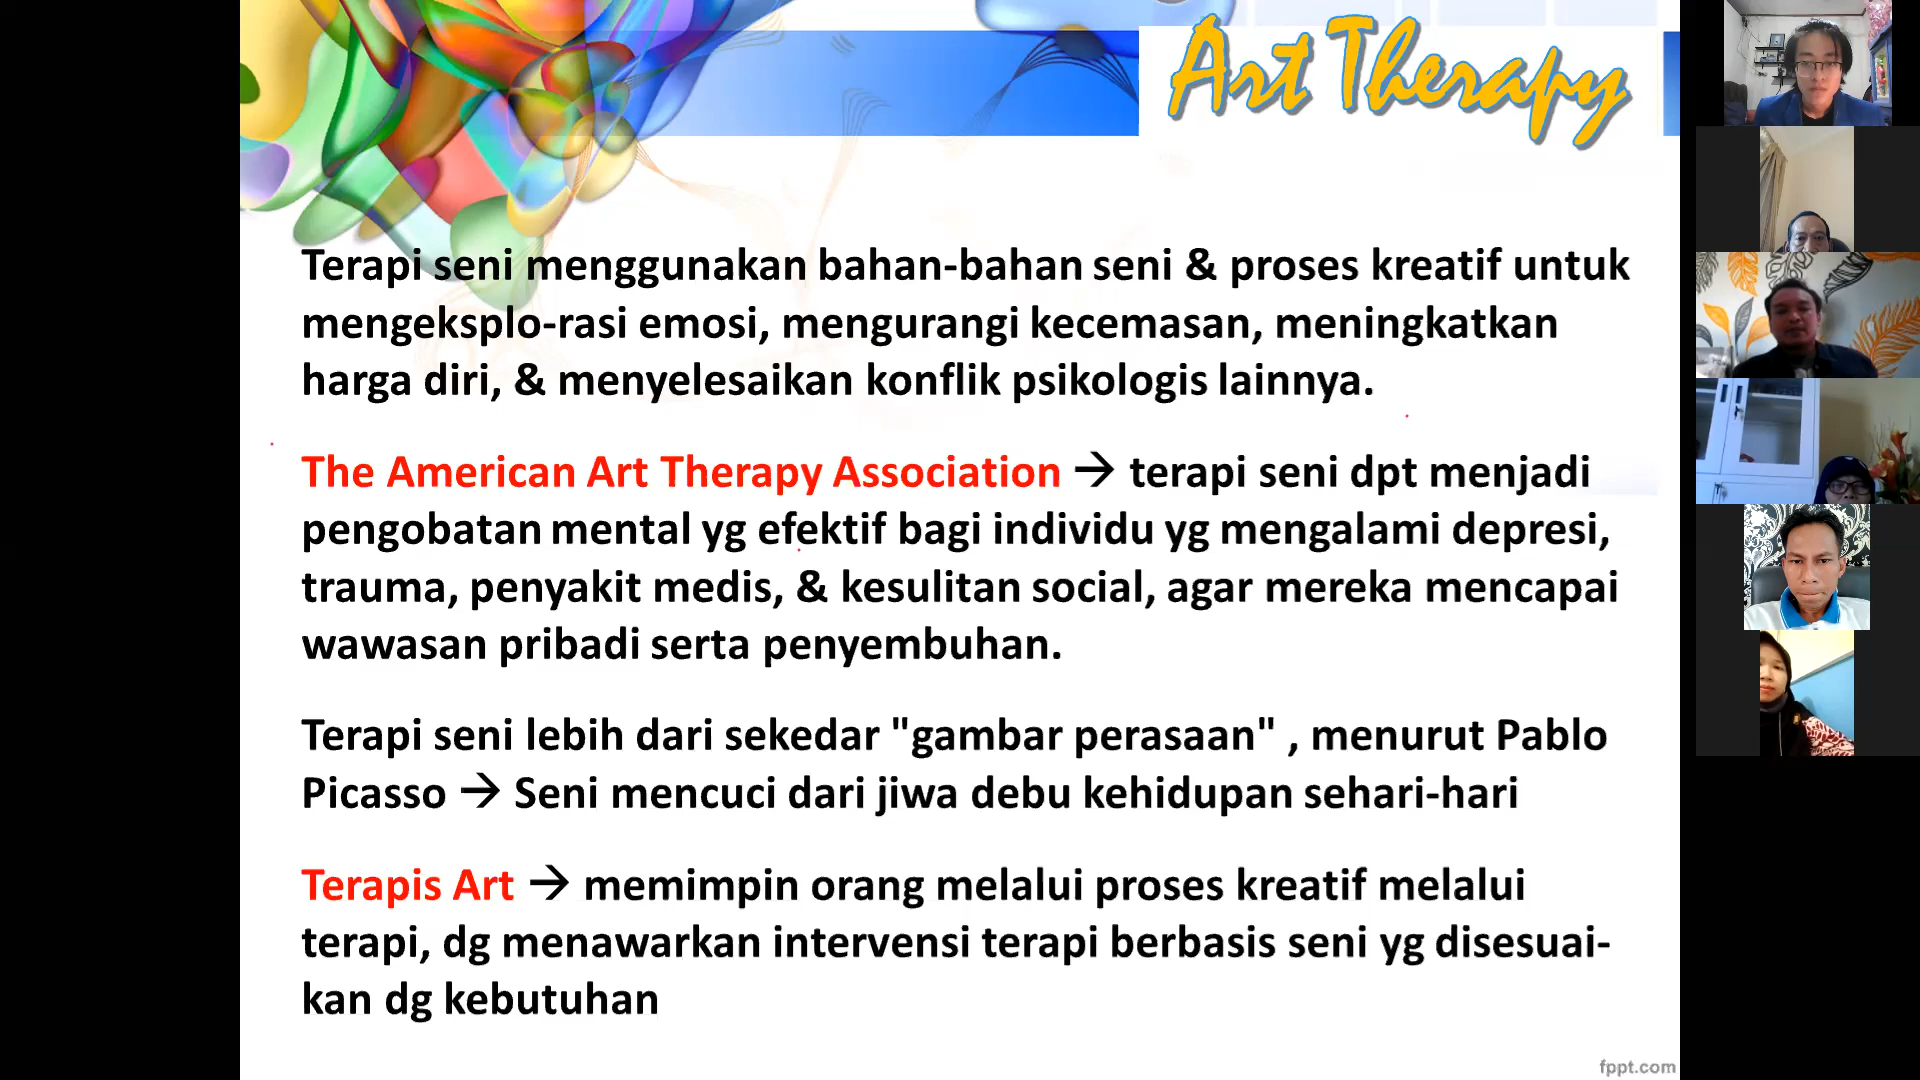 Art Therapy
Terapi seni menggunakan bahan-bahan seni & proses kreatif untuk
mengeksplo-rasi emosi, mengurangi kecemasan, meningkatkan
harga diri, & menyelesaikan konflik psikologis lainnya.
The American Art Therapy Association → terapi seni dpt menjadi
pengobatan mental yg efektif bagi individu yg mengalami depresi,
trauma, penyakit medis, & kesulitan social, agar mereka mencapai
wawasan pribadi serta penyembuhan.
Terapi seni lebih dari sekedar "gambar perasaan" , menurut Pablo
Picasso → Seni mencuci dari jiwa debu kehidupan sehari-hari
Terapis Art → memimpin orang melalui proses kreatif melalui
terapi, dg menawarkan intervensi terapi berbasis seni yg disesuai-
kan dg kebutuhan
fppt.com